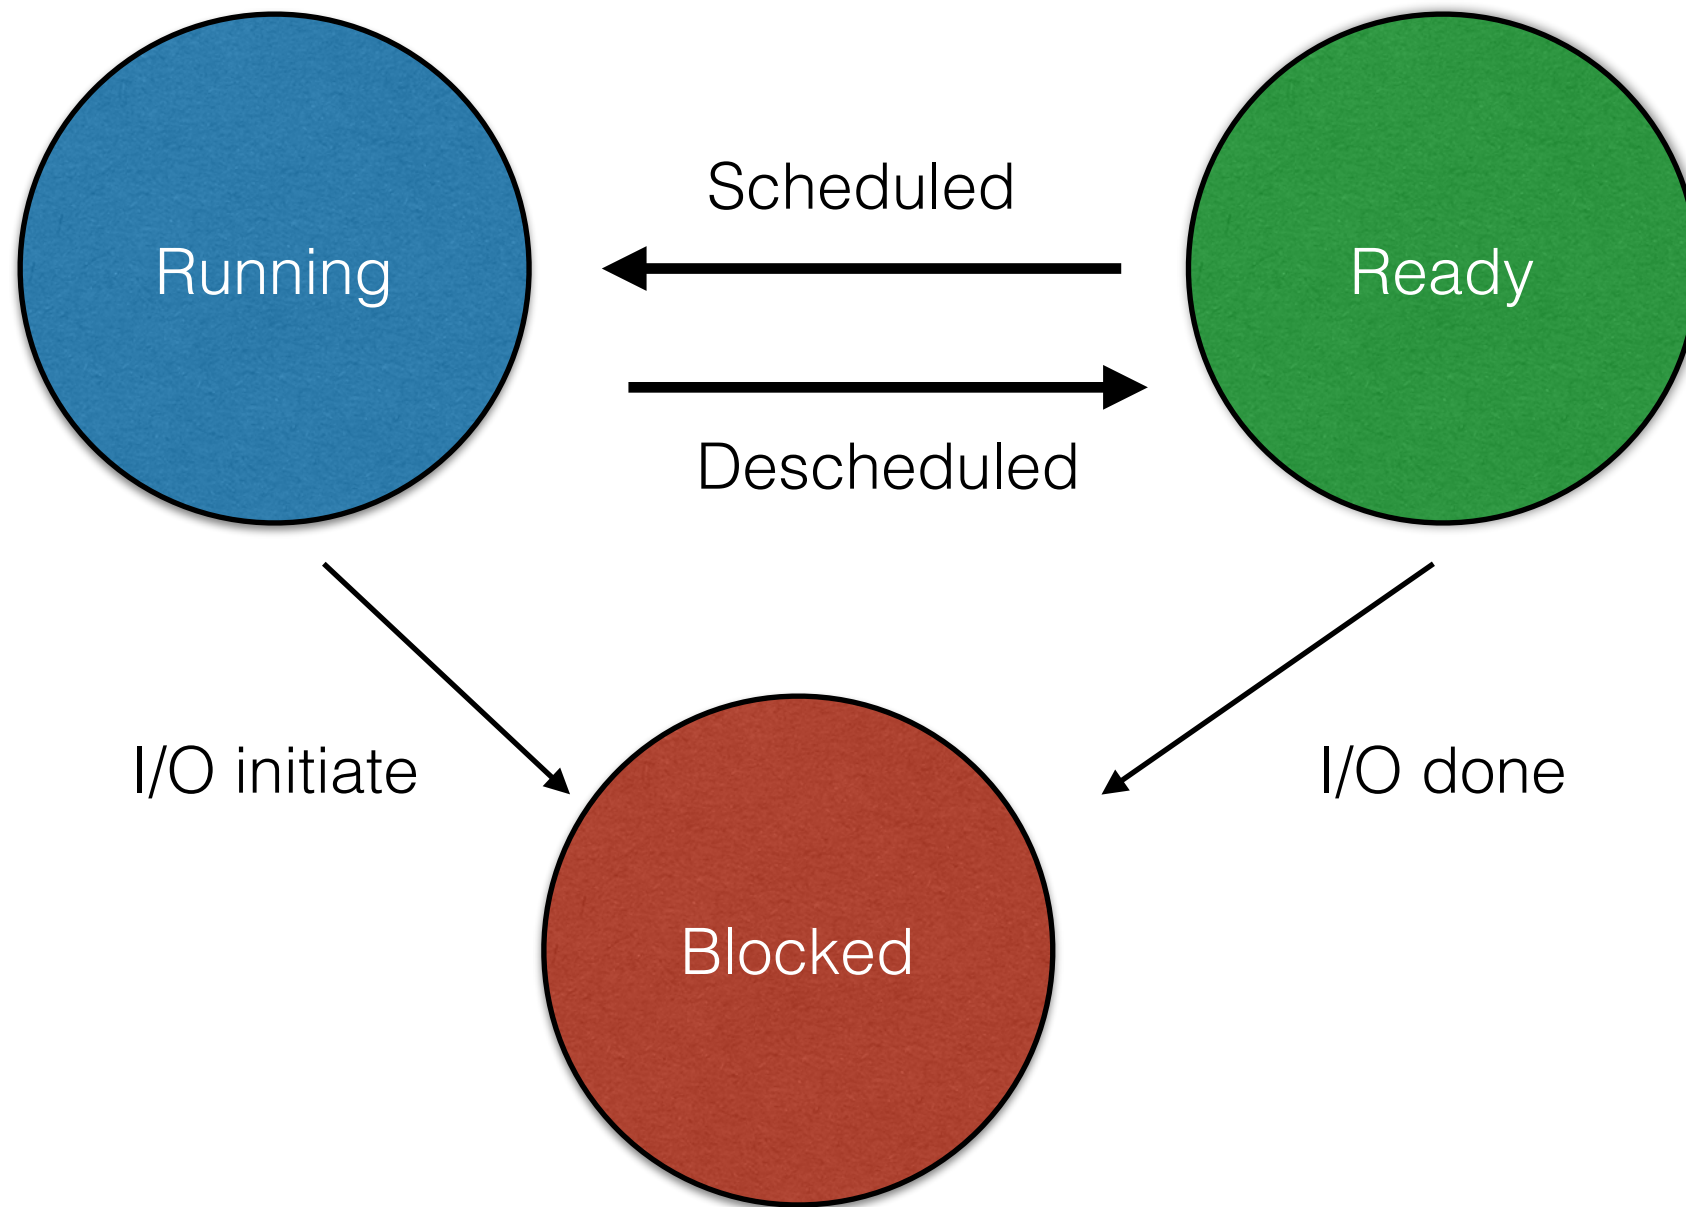 Scheduled
Running
Ready
Descheduled
I/O initiate
I/O done
Blocked